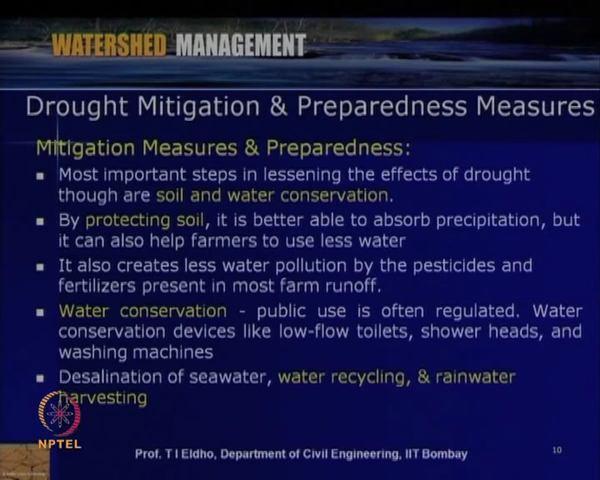 WATERSHED MANAGEMENT
Drought Mitigation & Preparedness Measures
Mitigation Measures & Preparedness:
Most important steps in lessening the effects of drought
though are soil and water conservation.
By protecting soil, it is better able to absorb precipitation, but
it can also help farmers to use less water
It also creates less water pollution by the pesticides and
fertilizers present in most farm runoff.
Water conservation - public use is often regulated. Water
conservation devices like low-flow toilets, shower heads, and
washing machines
Desalination of seawater, water recycling, & rainwater
harvesting
NPTEL
Prof. T I Eldho, Department of Civil Engineering, IIT Bombay
10